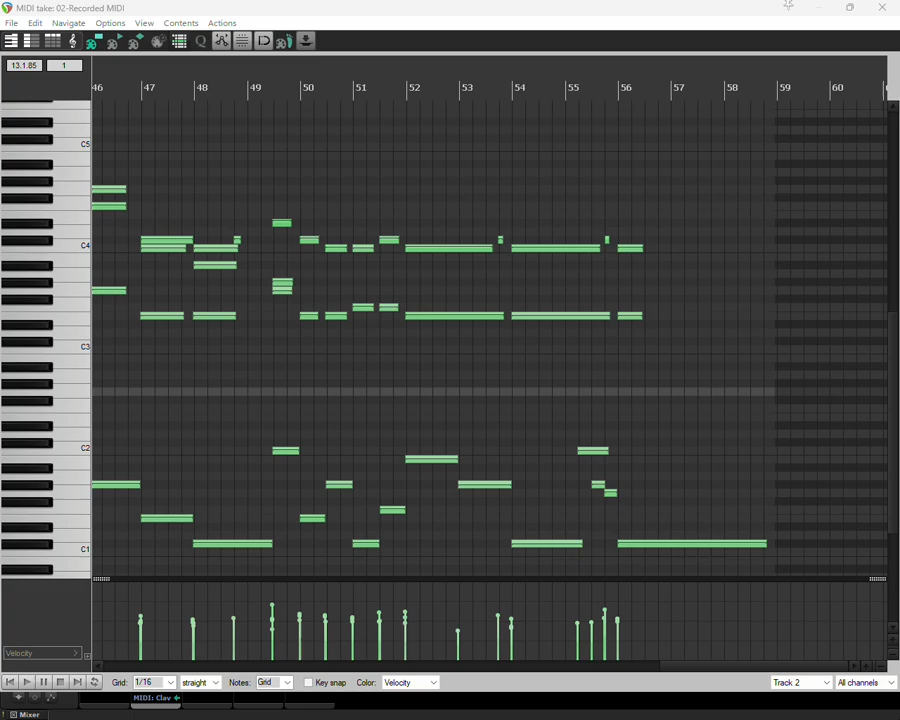 MIDI take: 02-Recorded MIDI
File Edit Navigate Options View Contents Actions
Q
13.1.85 1
46 47 48 49 50 51 52 53 54 55 56 57 58 59 60
C5
C4
C3
C2
C1
Velocity >
Grid: 1/16 straight Notes: Grid Key snap Color: Velocity Track 2 All channels
MIDI: Clav
! Mixer